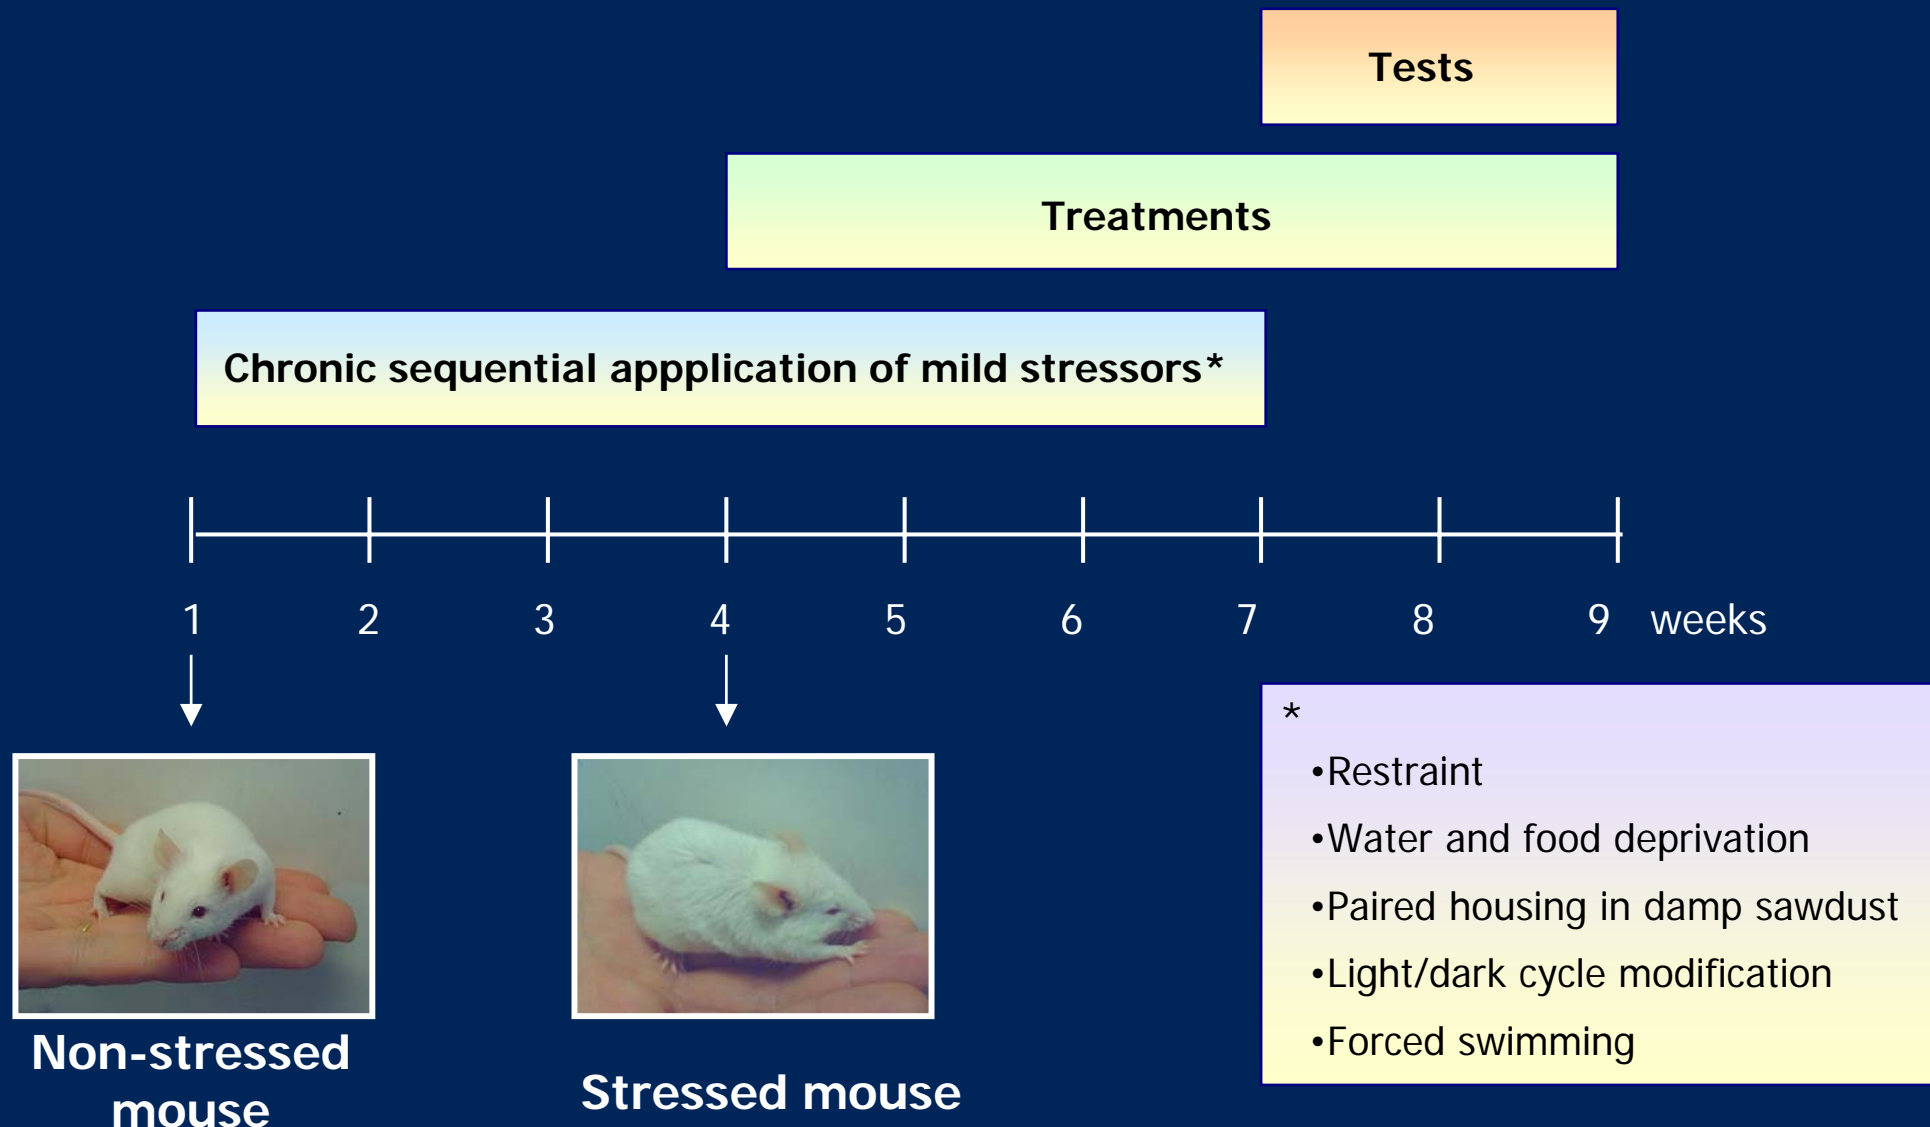 Tests
Treatments
Chronic sequential appplication of mild stressors*
1 2 3 4 5 6 7 8 9 weeks
Non-stressed
mouse
Stressed mouse
*
•Restraint
•Water and food deprivation
•Paired housing in damp sawdust
•Light/dark cycle modification
•Forced swimming